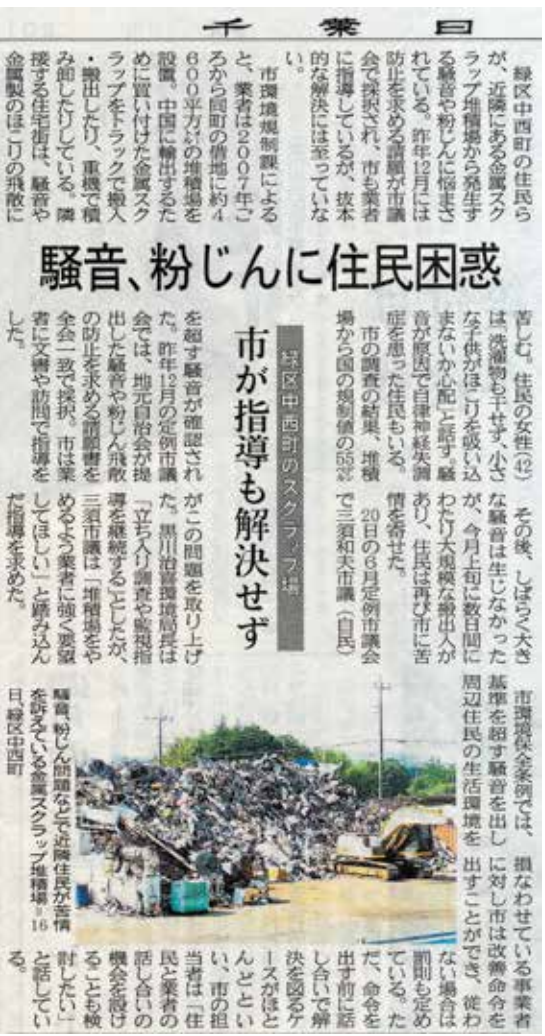 千葉日
緑区中西町の住民ら
が、近隣にある金属スク
ラップ堆積場から発生す
る騒音や粉じんに悩まさ
れている。昨年12月には
防止を求める請願が市議
会で採択され、市も業者
に指導しているが、抜本
的な解決には至っていな
い。
市環境規制課による
と、業者は2007年ご
ろから同町の借地に約4
600平方㍍の堆積場を
設置。中国に輸出するた
めに買い付けた金属スク
ラップをトラックで搬入
・搬出したり、重機で積
み卸したりしている。隣
接する住宅街は、騒音や
金属製のほこりの飛散に
騒音、粉じんに住民困惑
緑区中西町のスクラップ場
市が指導も解決せず
苦しむ。住民の女性(42)
は「洗濯物も干せず、小さ
な子供がほこりを吸い込
まないか心配」と話す。騒
音が原因で自律神経失調
症を患った住民もいる。
市の調査の結果、堆積
場から国の規制値の55デシベル
を超す騒音が確認され
た。昨年12月の定例市議
会では、地元自治会が提
出した騒音や粉じん飛散
の防止を求める請願書を
全会一致で採択。市は業
者に文書や訪問で指導を
した。
その後、しばらく大き
な騒音は生じなかった
が、今月上旬に数日間に
わたり大規模な搬出入が
あり、住民は再び市に苦
情を寄せた。
20日の6月定例市議会
で三須和夫市議(自民)
がこの問題を取り上げ
た。黒川治喜環境局長は
「立ち入り調査や監視指
導を継続する」としたが、
三須市議は「堆積場をや
めるよう業者に強く要望
してほしい」と踏み込ん
だ指導を求めた。
市環境保全条例では、
基準を超す騒音を出し
周辺住民の生活環境を
損なわせている事業者
に対し市は改善命令を
出すことができ、従わ
ない場合は
罰則も定め
ている。た
だ、命令を
出す前に話
し合いで解
決を図るケ
ースがほと
んどとい
い、市の担
当者は「住
民と業者の
話し合いの
機会を設け
ることも検
討したい」
と話してい
る。
騒音、粉じん問題などで近隣住民が苦情
を訴えている金属スクラップ堆積場=16
日、緑区中西町